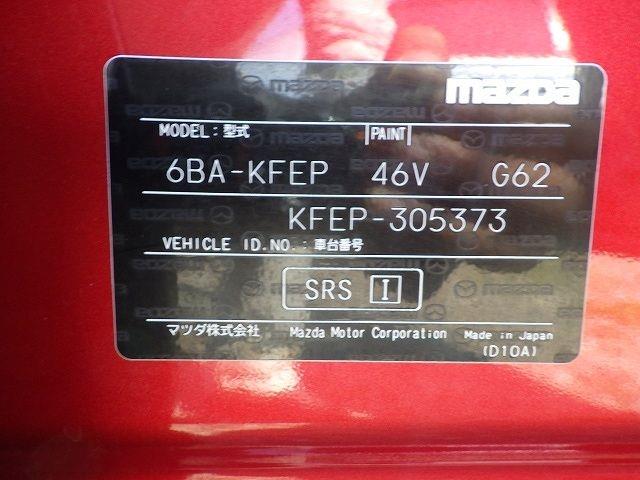 mazda
MODEL: 型式 PAINT
6BA-KFEP 46V G62
KFEP-305373
VEHICLE ID.NO.: 車台番号
SRS I
マツダ株式会社 Mazda Motor Corporation Made in Japan
(D10A)